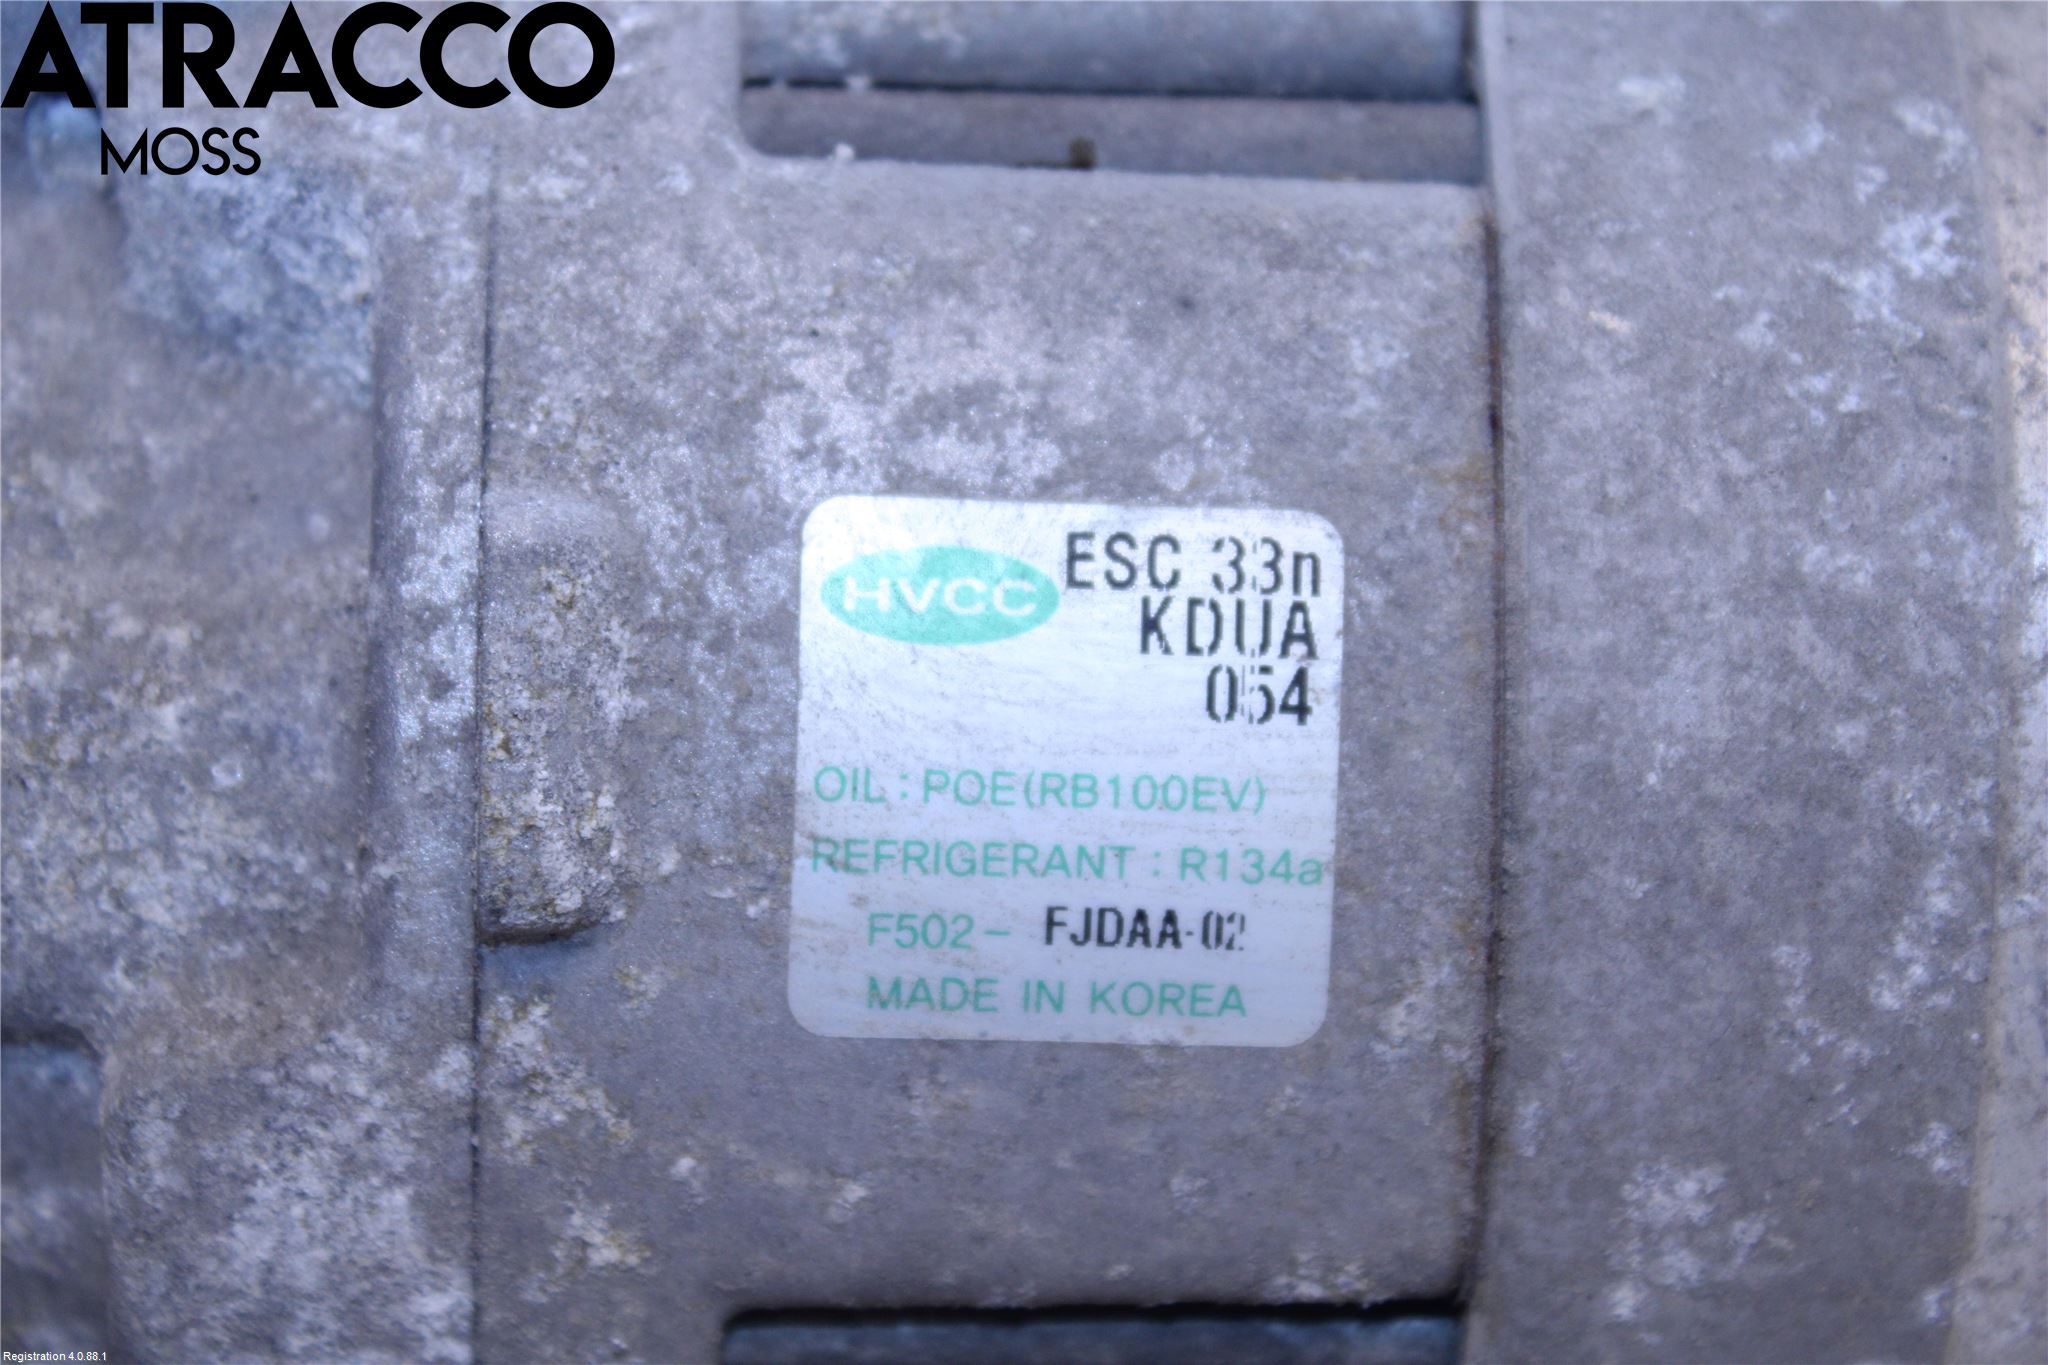 ATRACCO
MOSS
HVCC ESC 33n
KDUA
054
OIL : POE(RB100EV)
REFRIGERANT : R134a
F502- FJDAA-02
MADE IN KOREA
Registration 4.0.88.1